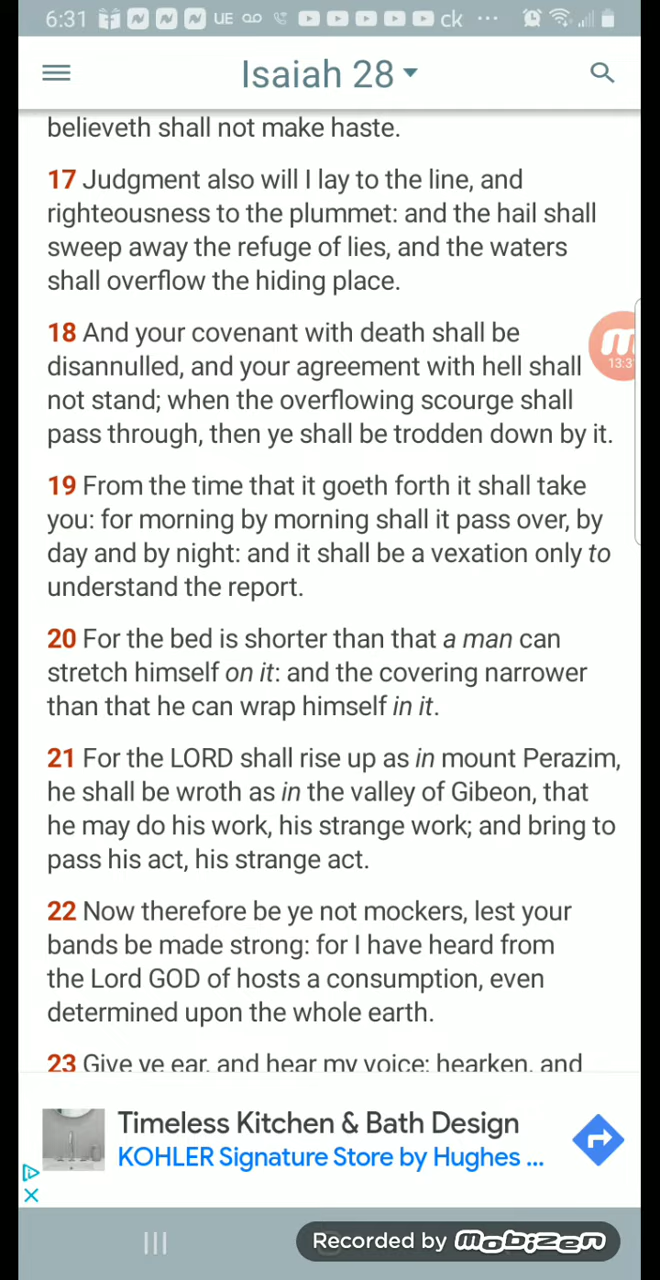 6:31 UE ck ...
Isaiah 28
believeth shall not make haste.
17 Judgment also will I lay to the line, and
righteousness to the plummet: and the hail shall
sweep away the refuge of lies, and the waters
shall overflow the hiding place.
18 And your covenant with death shall be
disannulled, and your agreement with hell shall
not stand; when the overflowing scourge shall
pass through, then ye shall be trodden down by it.
13:3
19 From the time that it goeth forth it shall take
you: for morning by morning shall it pass over, by
day and by night: and it shall be a vexation only to
understand the report.
20 For the bed is shorter than that a man can
stretch himself on it: and the covering narrower
than that he can wrap himself in it.
21 For the LORD shall rise up as in mount Perazim,
he shall be wroth as in the valley of Gibeon, that
he may do his work, his strange work; and bring to
pass his act, his strange act.
22 Now therefore be ye not mockers, lest your
bands be made strong: for I have heard from
the Lord GOD of hosts a consumption, even
determined upon the whole earth.
23 Give ye ear, and hear my voice; hearken, and
Timeless Kitchen & Bath Design
KOHLER Signature Store by Hughes ...
Recorded by mobizen